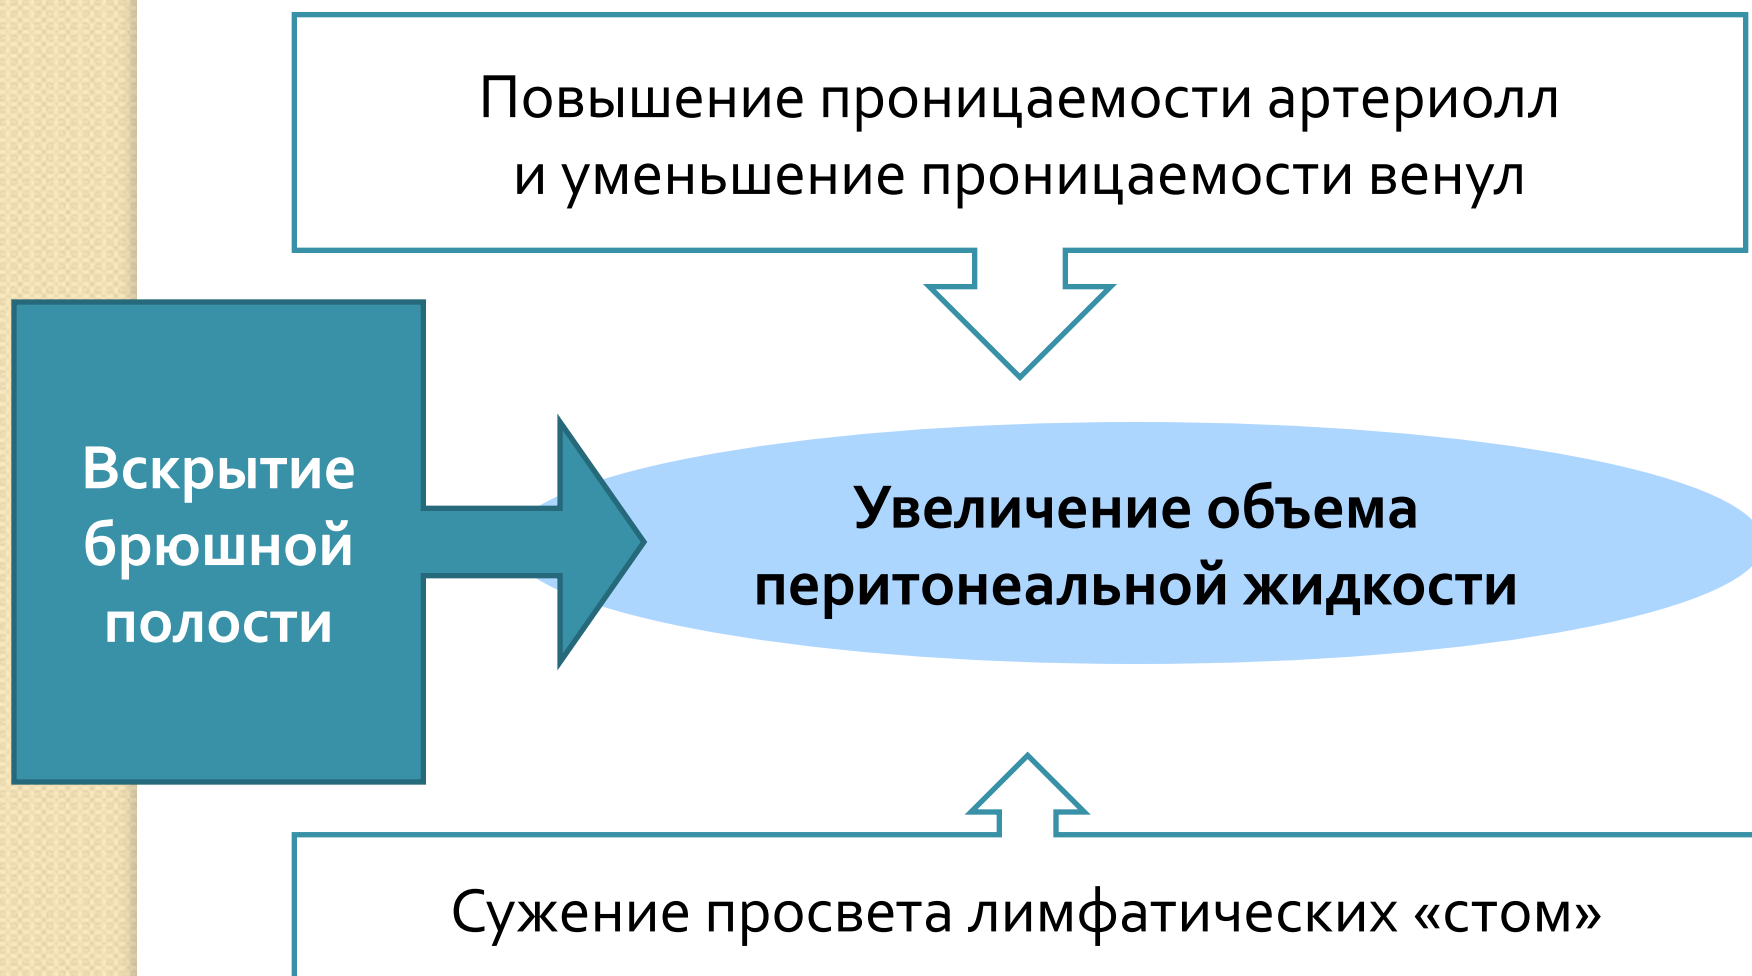 Повышение проницаемости артериолл
и уменьшение проницаемости венул
Вскрытие
брюшной
полости
Увеличение объема
перитонеальной жидкости
Сужение просвета лимфатических «стом»